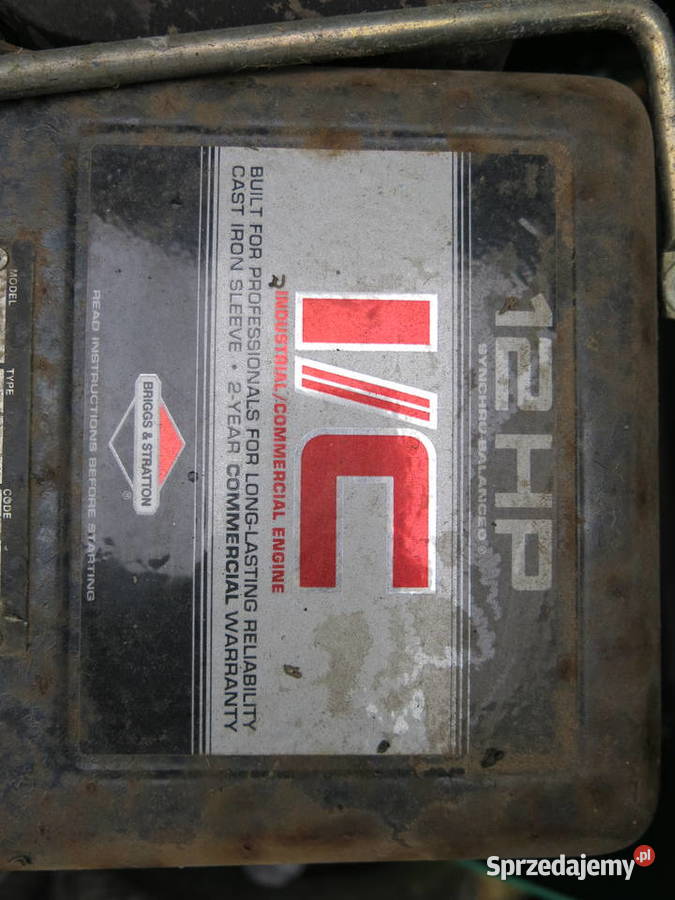 12 HP
SYNCHRO BALANCED ®
I/C
INDUSTRIAL/COMMERCIAL ENGINE
BUILT FOR PROFESSIONALS FOR LONG-LASTING RELIABILITY
CAST IRON SLEEVE • 2-YEAR COMMERCIAL WARRANTY
BRIGGS & STRATTON
®
READ INSTRUCTIONS BEFORE STARTING
MODEL TYPE CODE
Sprzedajemy.pl